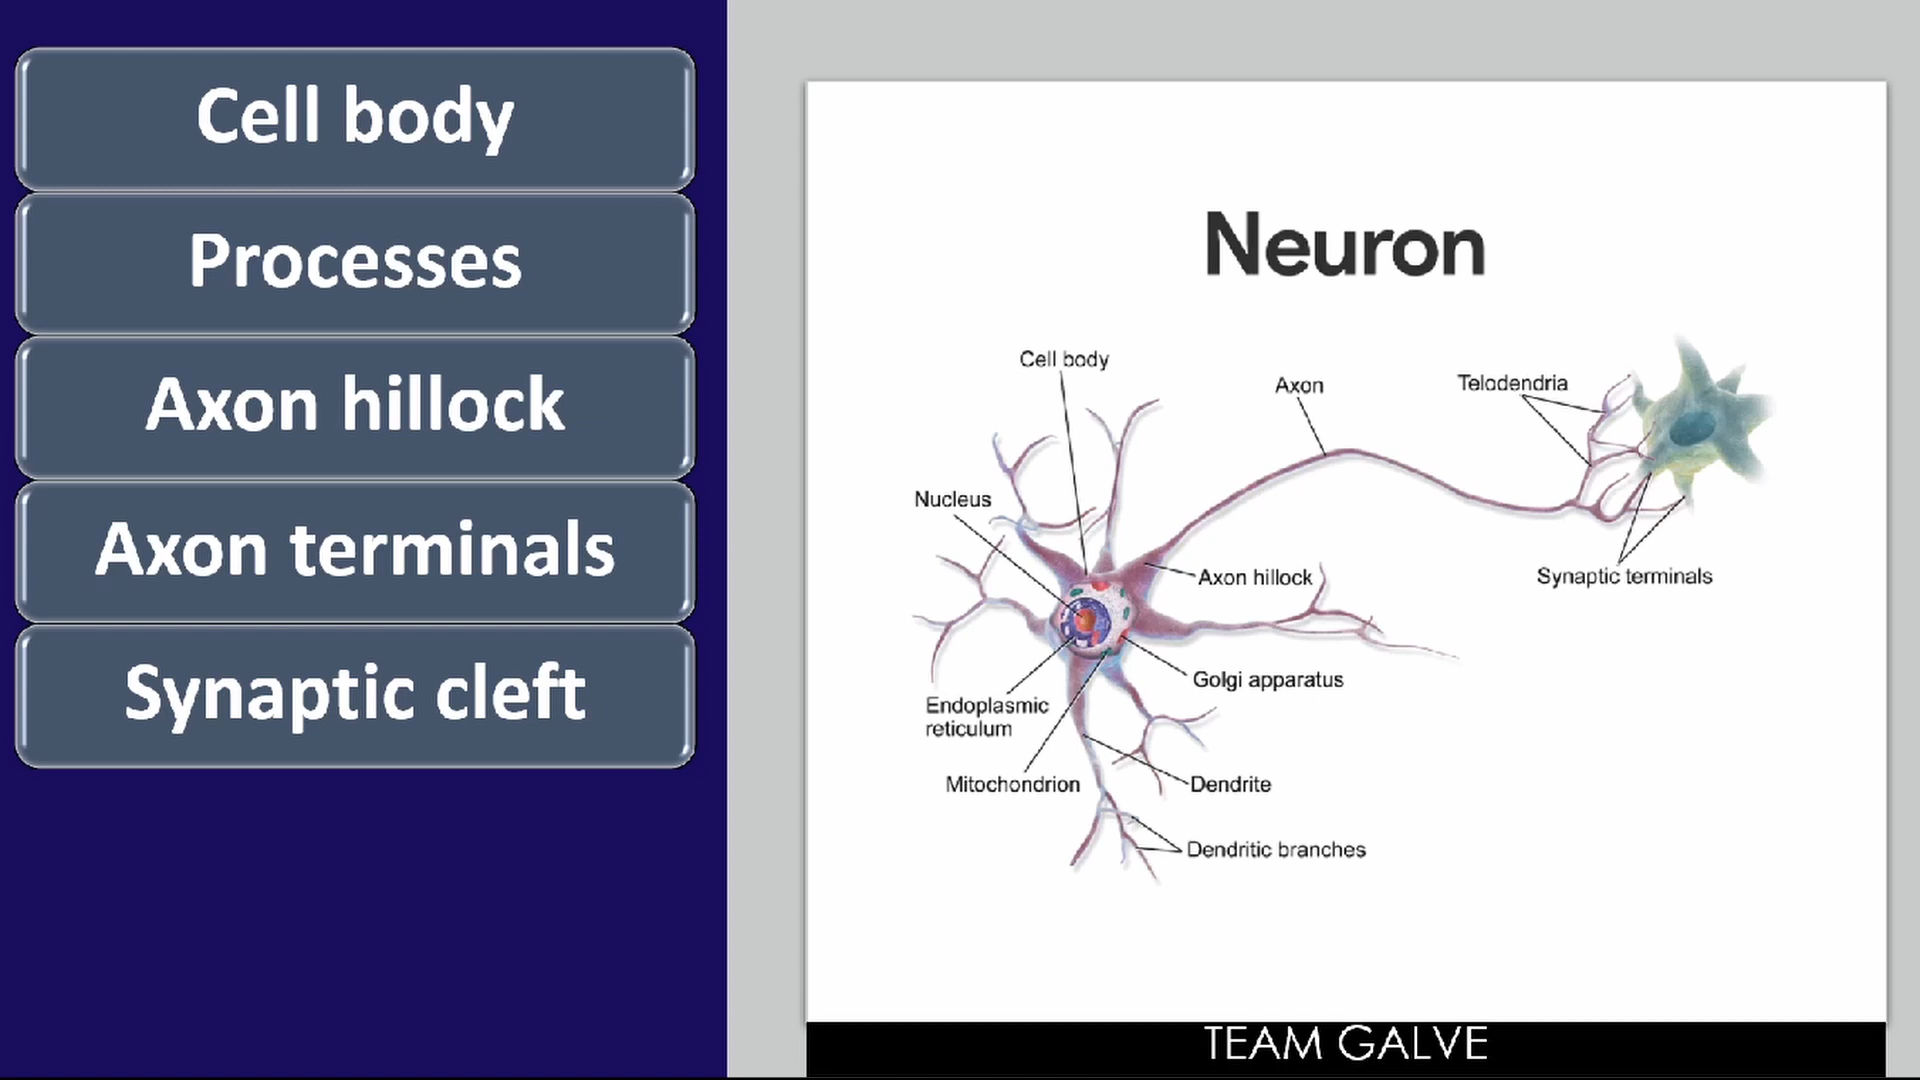 Cell body
Processes
Axon hillock
Axon terminals
Synaptic cleft
Neuron
Cell body
Axon
Telodendria
Nucleus
Axon hillock
Synaptic terminals
Golgi apparatus
Endoplasmic
reticulum
Mitochondrion
Dendrite
Dendritic branches
TEAM GALVE